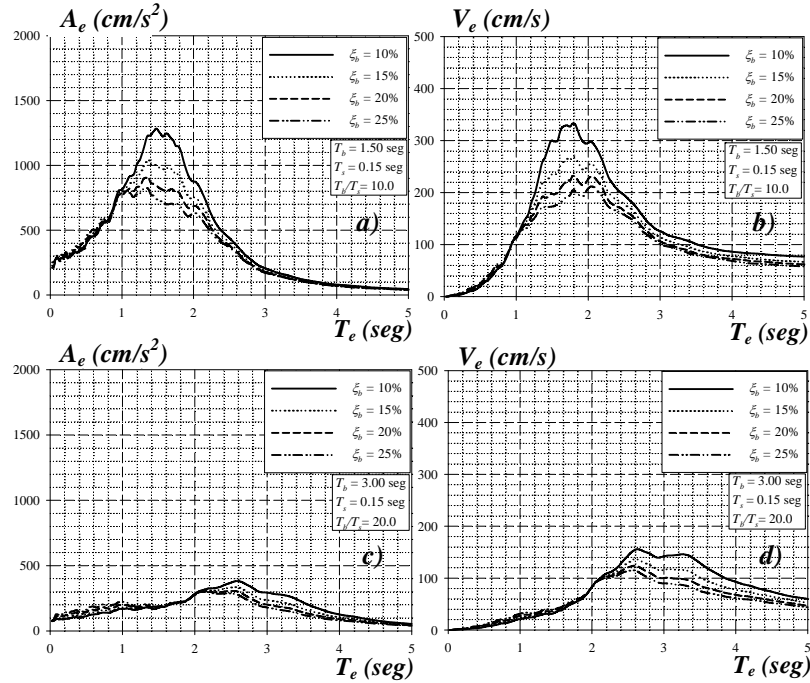 A_e (cm/s²)
2000
1500
1000
500
0
0 1 2 3 4 5
T_e (seg)
ξ_b = 10%
ξ_b = 15%
ξ_b = 20%
ξ_b = 25%
T_b = 1.50 seg
T_s = 0.15 seg
T_b/T_s = 10.0
a)
V_e (cm/s)
500
400
300
200
100
0
0 1 2 3 4 5
T_e (seg)
ξ_b = 10%
ξ_b = 15%
ξ_b = 20%
ξ_b = 25%
T_b = 1.50 seg
T_s = 0.15 seg
T_b/T_s = 10.0
b)
A_e (cm/s²)
2000
1500
1000
500
0
0 1 2 3 4 5
T_e (seg)
ξ_b = 10%
ξ_b = 15%
ξ_b = 20%
ξ_b = 25%
T_b = 3.00 seg
T_s = 0.15 seg
T_b/T_s = 20.0
c)
V_e (cm/s)
500
400
300
200
100
0
0 1 2 3 4 5
T_e (seg)
ξ_b = 10%
ξ_b = 15%
ξ_b = 20%
ξ_b = 25%
T_b = 3.00 seg
T_s = 0.15 seg
T_b/T_s = 20.0
d)